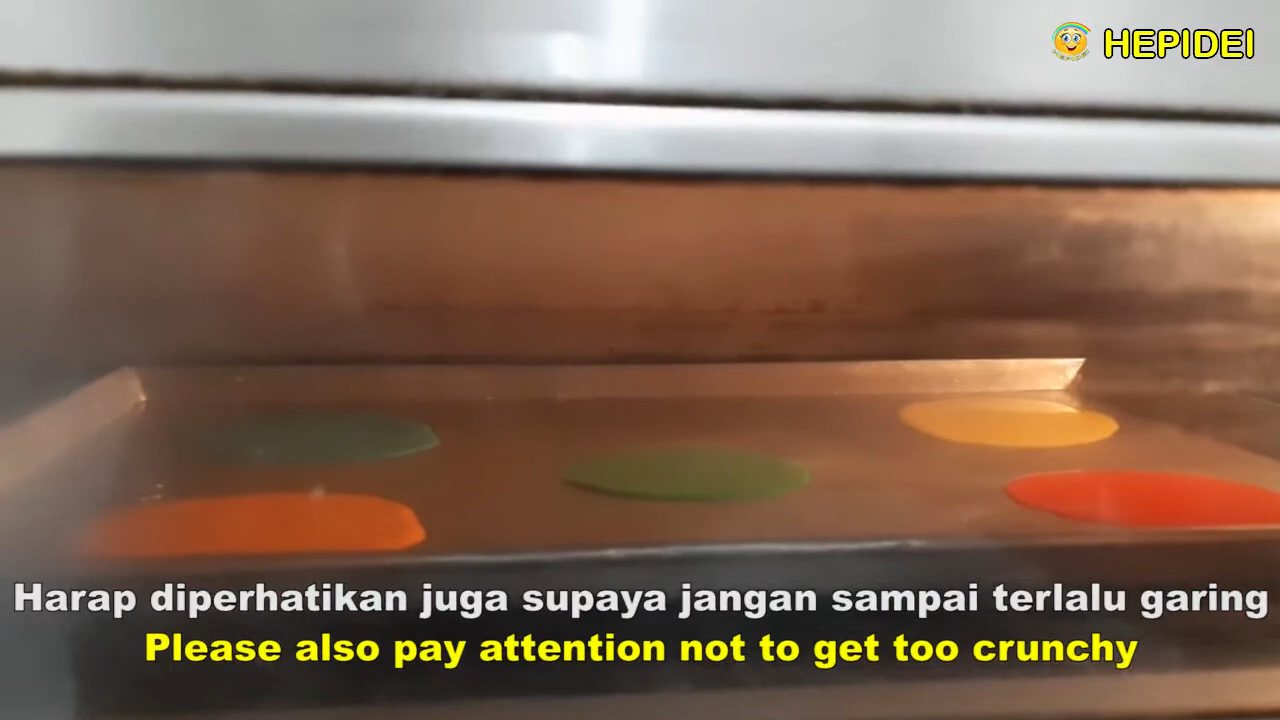 HEPIDEI
Harap diperhatikan juga supaya jangan sampai terlalu garing
Please also pay attention not to get too crunchy